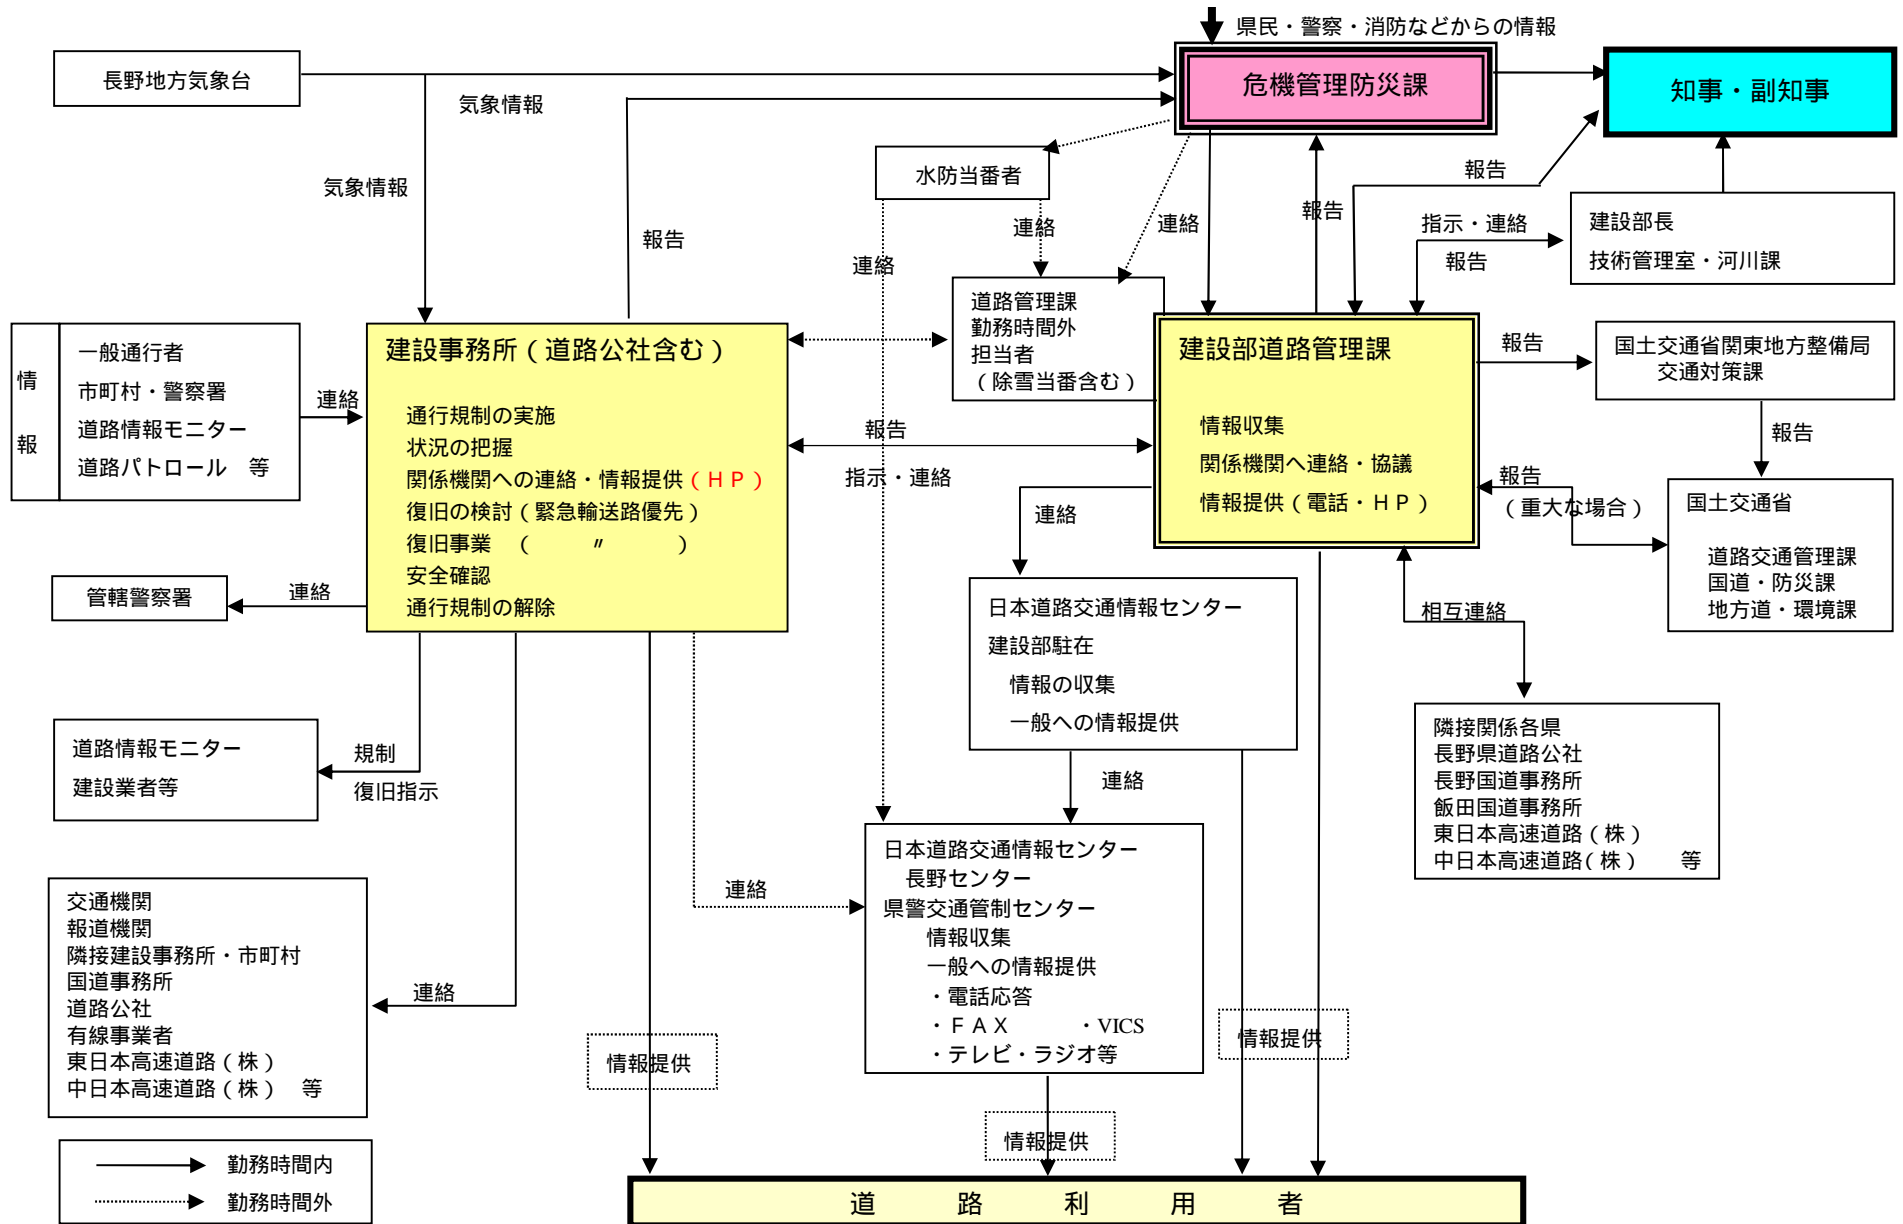 県民・警察・消防などからの情報
長野地方気象台
危機管理防災課
知事・副知事
気象情報
気象情報
水防当番者
報告
連絡
連絡
連絡
報告
報告
報告
指示・連絡
報告
建設部長
技術管理室・河川課
情
報
一般通行者
市町村・警察署
道路情報モニター
道路パトロール 等
連絡
建設事務所（道路公社含む）
通行規制の実施
状況の把握
関係機関への連絡・情報提供（ＨＰ）
復旧の検討（緊急輸送路優先）
復旧事業 （ 〃 ）
安全確認
通行規制の解除
道路管理課
勤務時間外
担当者
（除雪当番含む）
報告
指示・連絡
建設部道路管理課
情報収集
関係機関へ連絡・協議
情報提供（電話・ＨＰ）
報告
国土交通省関東地方整備局
交通対策課
報告
報告
（重大な場合）
国土交通省
道路交通管理課
国道・防災課
地方道・環境課
管轄警察署
連絡
連絡
日本道路交通情報センター
建設部駐在
情報の収集
一般への情報提供
相互連絡
隣接関係各県
長野県道路公社
長野国道事務所
飯田国道事務所
東日本高速道路（株）
中日本高速道路（株） 等
道路情報モニター
建設業者等
規制
復旧指示
連絡
連絡
日本道路交通情報センター
長野センター
県警交通管制センター
情報収集
一般への情報提供
・電話応答
・ＦＡＸ ・VICS
・テレビ・ラジオ等
交通機関
報道機関
隣接建設事務所・市町村
国道事務所
道路公社
有線事業者
東日本高速道路（株）
中日本高速道路（株） 等
連絡
情報提供
情報提供
情報提供
勤務時間内
勤務時間外
道路利用者